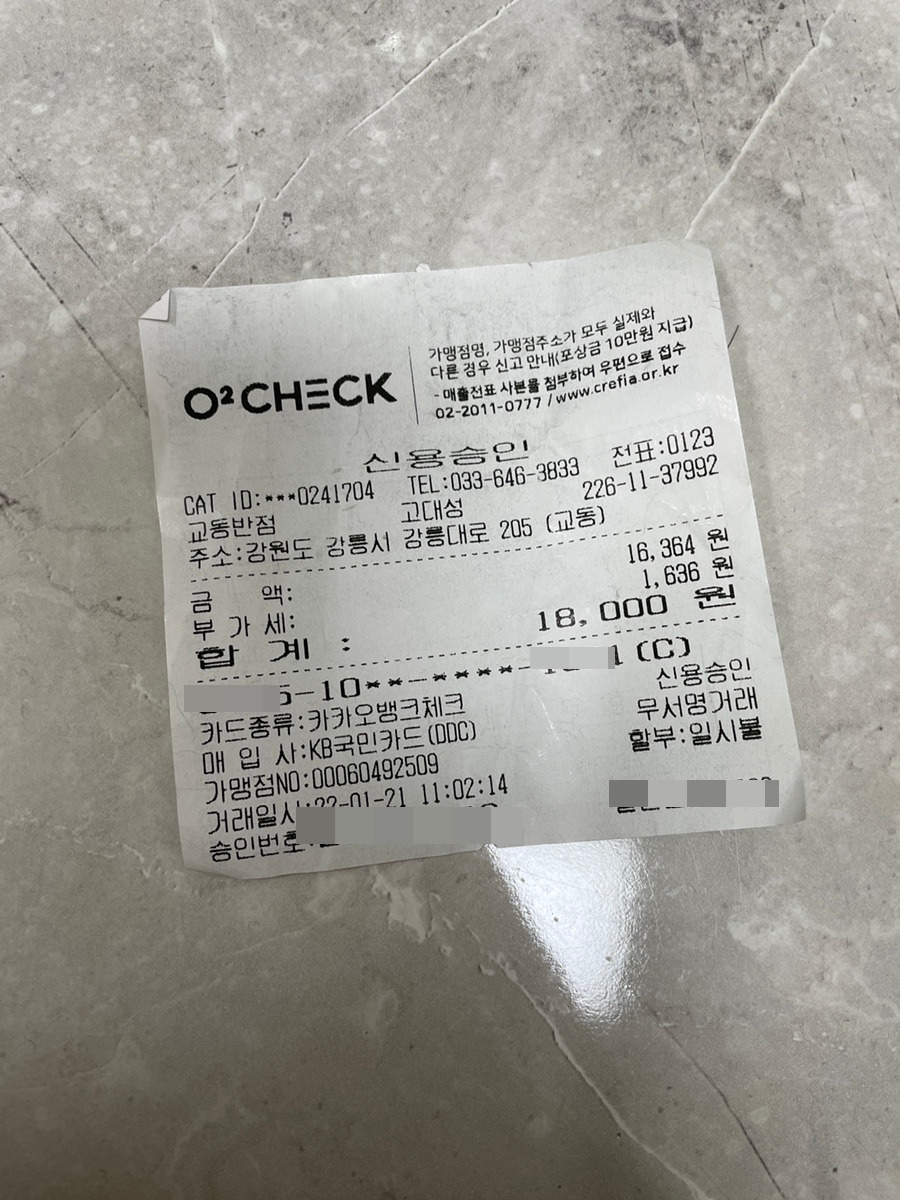 O²CHECK
가맹점명, 가맹점주소가 모두 실제와
다른 경우 신고 안내(포상금 10만원 지급)
- 매출전표 사본를 첨부하여 우편으로 접수
02-2011-0777 / www.crefia.or.kr
신용승인
CAT ID:***0241704 TEL:033-646-3833 전표:0123
교동반점 고대성 226-11-37992
주소:강원도 강릉시 강릉대로 205 (교동)
금 액: 16,364 원
부 가 세: 1,636 원
합 계 : 18,000 원
5-10**-****- 1 (C)
카드종류:카카오뱅크체크 신용승인
매 입 사:KB국민카드(DDC) 무서명거래
가맹점NO:00060492509 할부:일시불
거래일시:22-01-21 11:02:14
승인번호: